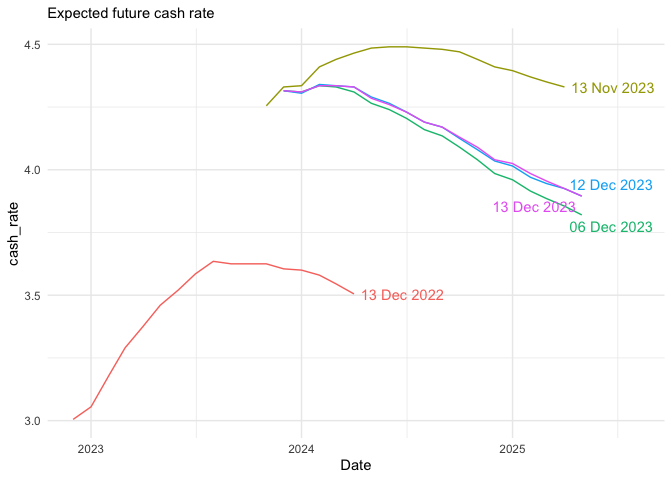 Expected future cash rate
4.5
13 Nov 2023
4.0
12 Dec 2023
13 Dec 2023
06 Dec 2023
cash_rate
3.5
13 Dec 2022
3.0
2023
2024
2025
Date